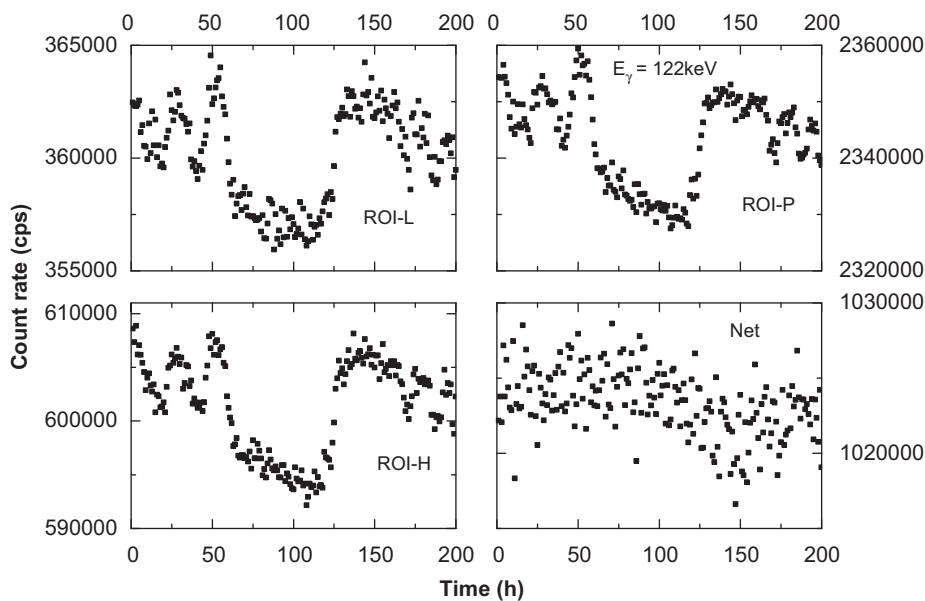 0 50 100 150 200 0 50 100 150 200
365000 2360000
E_γ = 122keV
360000 2340000
ROI-L ROI-P
355000 2320000
610000 1030000
Net
600000
ROI-H 1020000
590000
0 50 100 150 200 0 50 100 150 200
Time (h)
Count rate (cps)